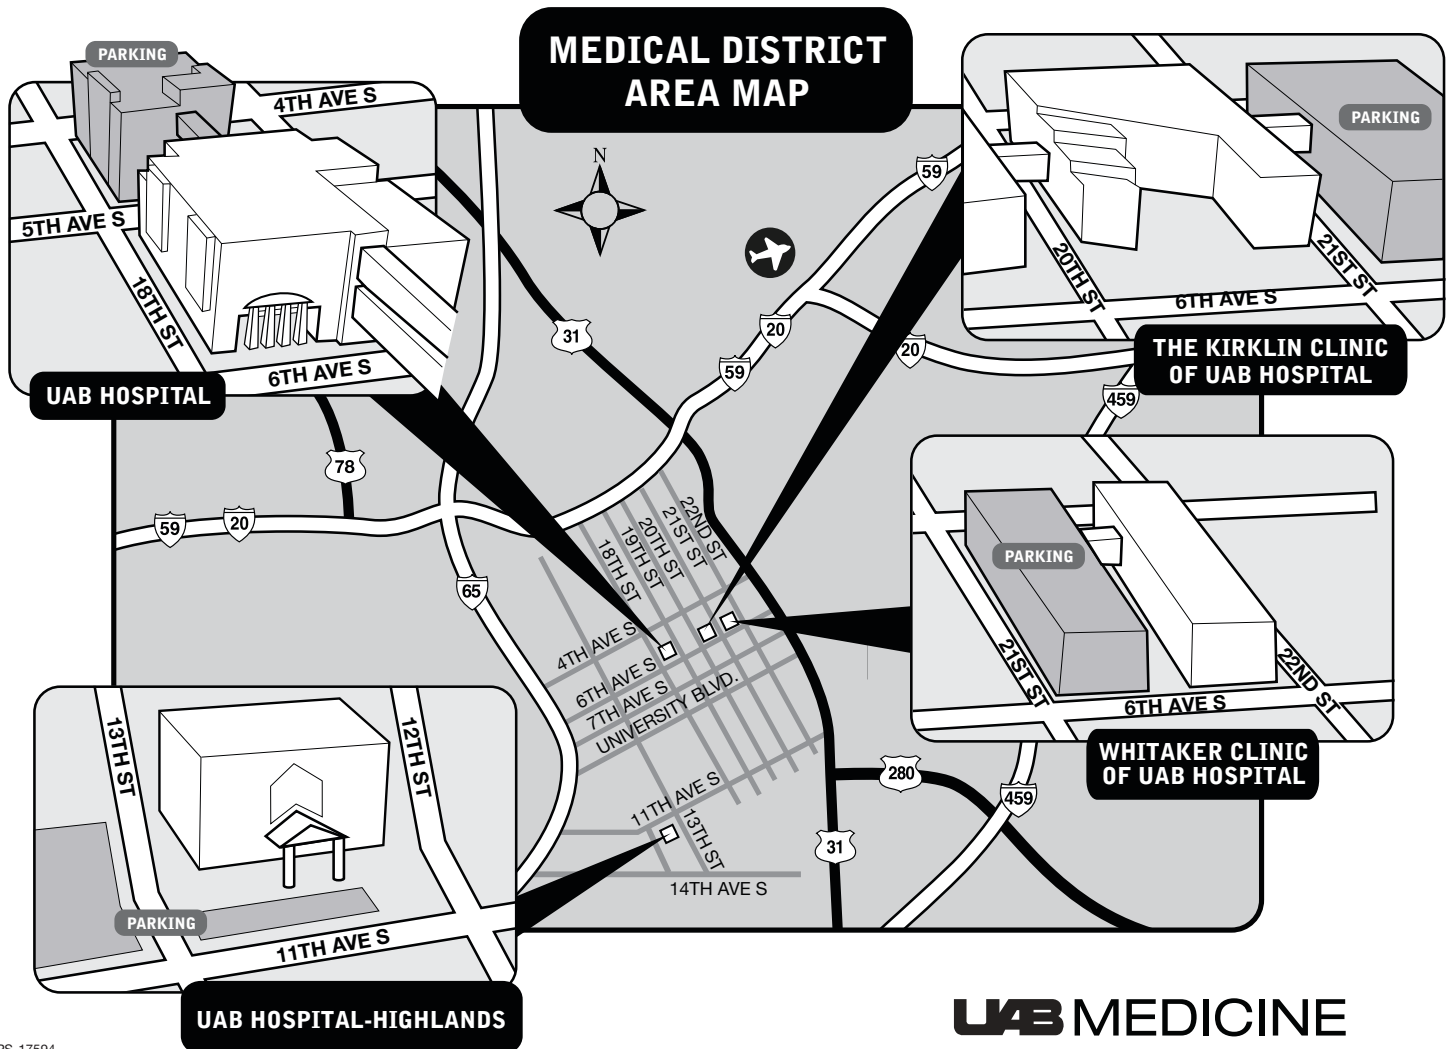 MEDICAL DISTRICT
AREA MAP
PARKING
4TH AVE S
5TH AVE S
18TH ST
6TH AVE S
UAB HOSPITAL
N
PARKING
20TH ST
21ST ST
6TH AVE S
THE KIRKLIN CLINIC
OF UAB HOSPITAL
59
31
20
59
20
459
78
59
20
65
18TH ST
19TH ST
20TH ST
21ST ST
22ND ST
4TH AVE S
6TH AVE S
7TH AVE S
UNIVERSITY BLVD.
11TH AVE S
13TH ST
14TH AVE S
31
280
459
PARKING
21ST ST
22ND ST
6TH AVE S
WHITAKER CLINIC
OF UAB HOSPITAL
13TH ST
12TH ST
PARKING
11TH AVE S
UAB HOSPITAL-HIGHLANDS
UAB MEDICINE